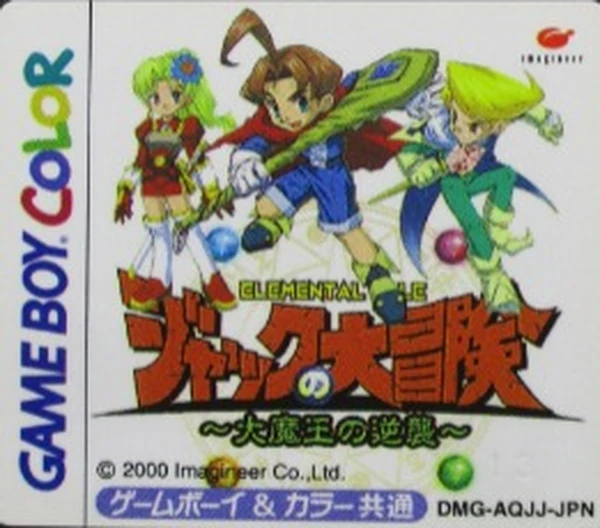 GAME BOY COLOR
imagineer
ELEMENTAL
ジャックの大冒険
～大魔王の逆襲～
© 2000 Imagineer Co.,Ltd.
ゲームボーイ & カラー共通
DMG-AQJJ-JPN